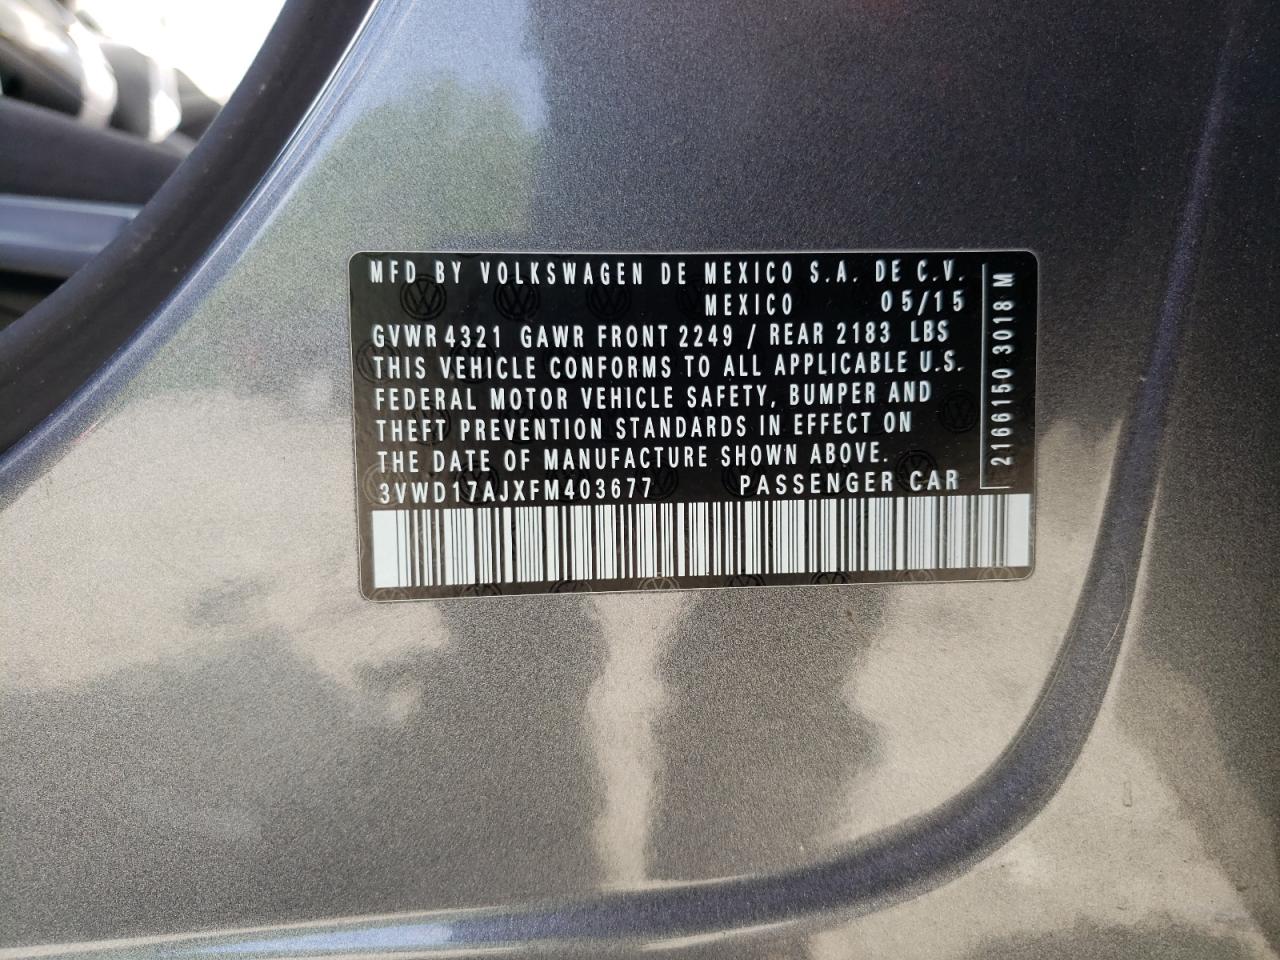 MFD BY VOLKSWAGEN DE MEXICO S.A. DE C.V.
MEXICO 05/15
GVWR 4321 GAWR FRONT 2249 / REAR 2183 LBS
THIS VEHICLE CONFORMS TO ALL APPLICABLE U.S.
FEDERAL MOTOR VEHICLE SAFETY, BUMPER AND
THEFT PREVENTION STANDARDS IN EFFECT ON
THE DATE OF MANUFACTURE SHOWN ABOVE.
3VWD17AJXFM403677 PASSENGER CAR
2166150 3018 M